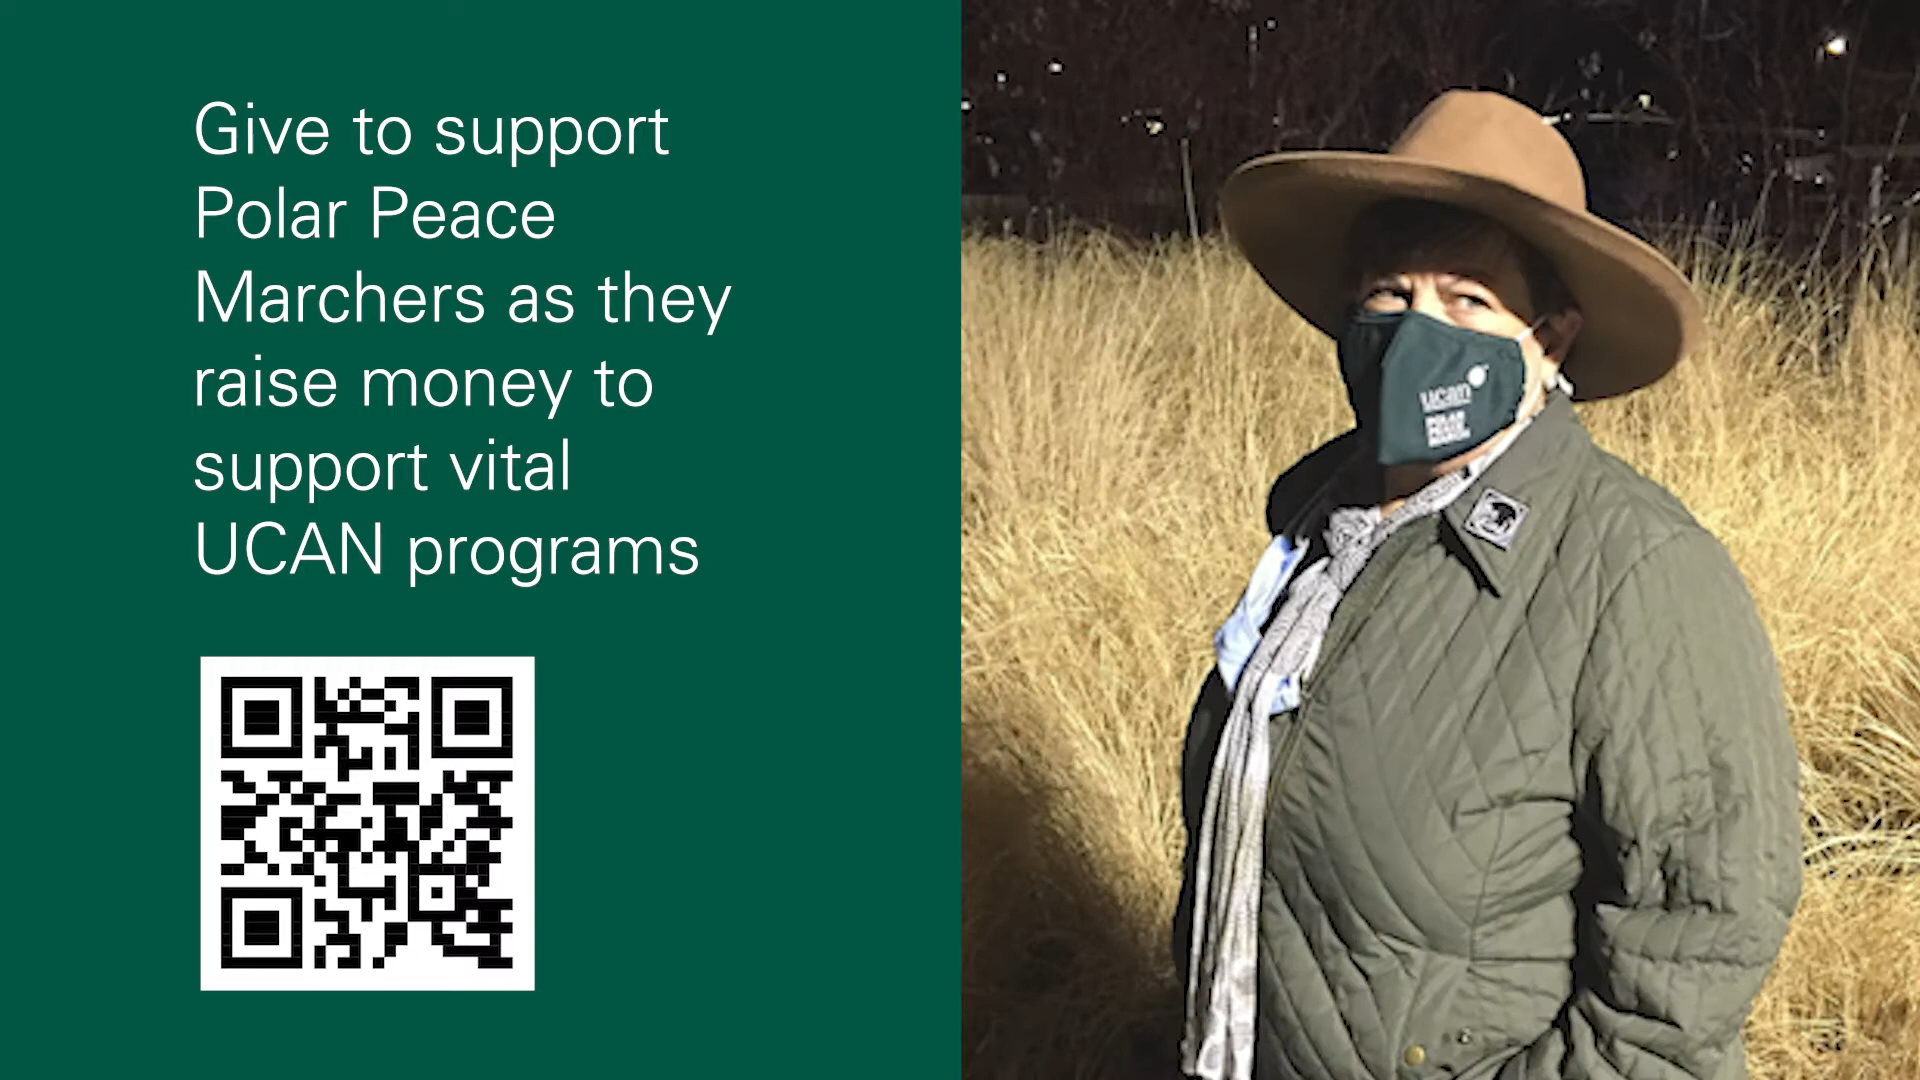 Give to support
Polar Peace
Marchers as they
raise money to
support vital
UCAN programs
ucan